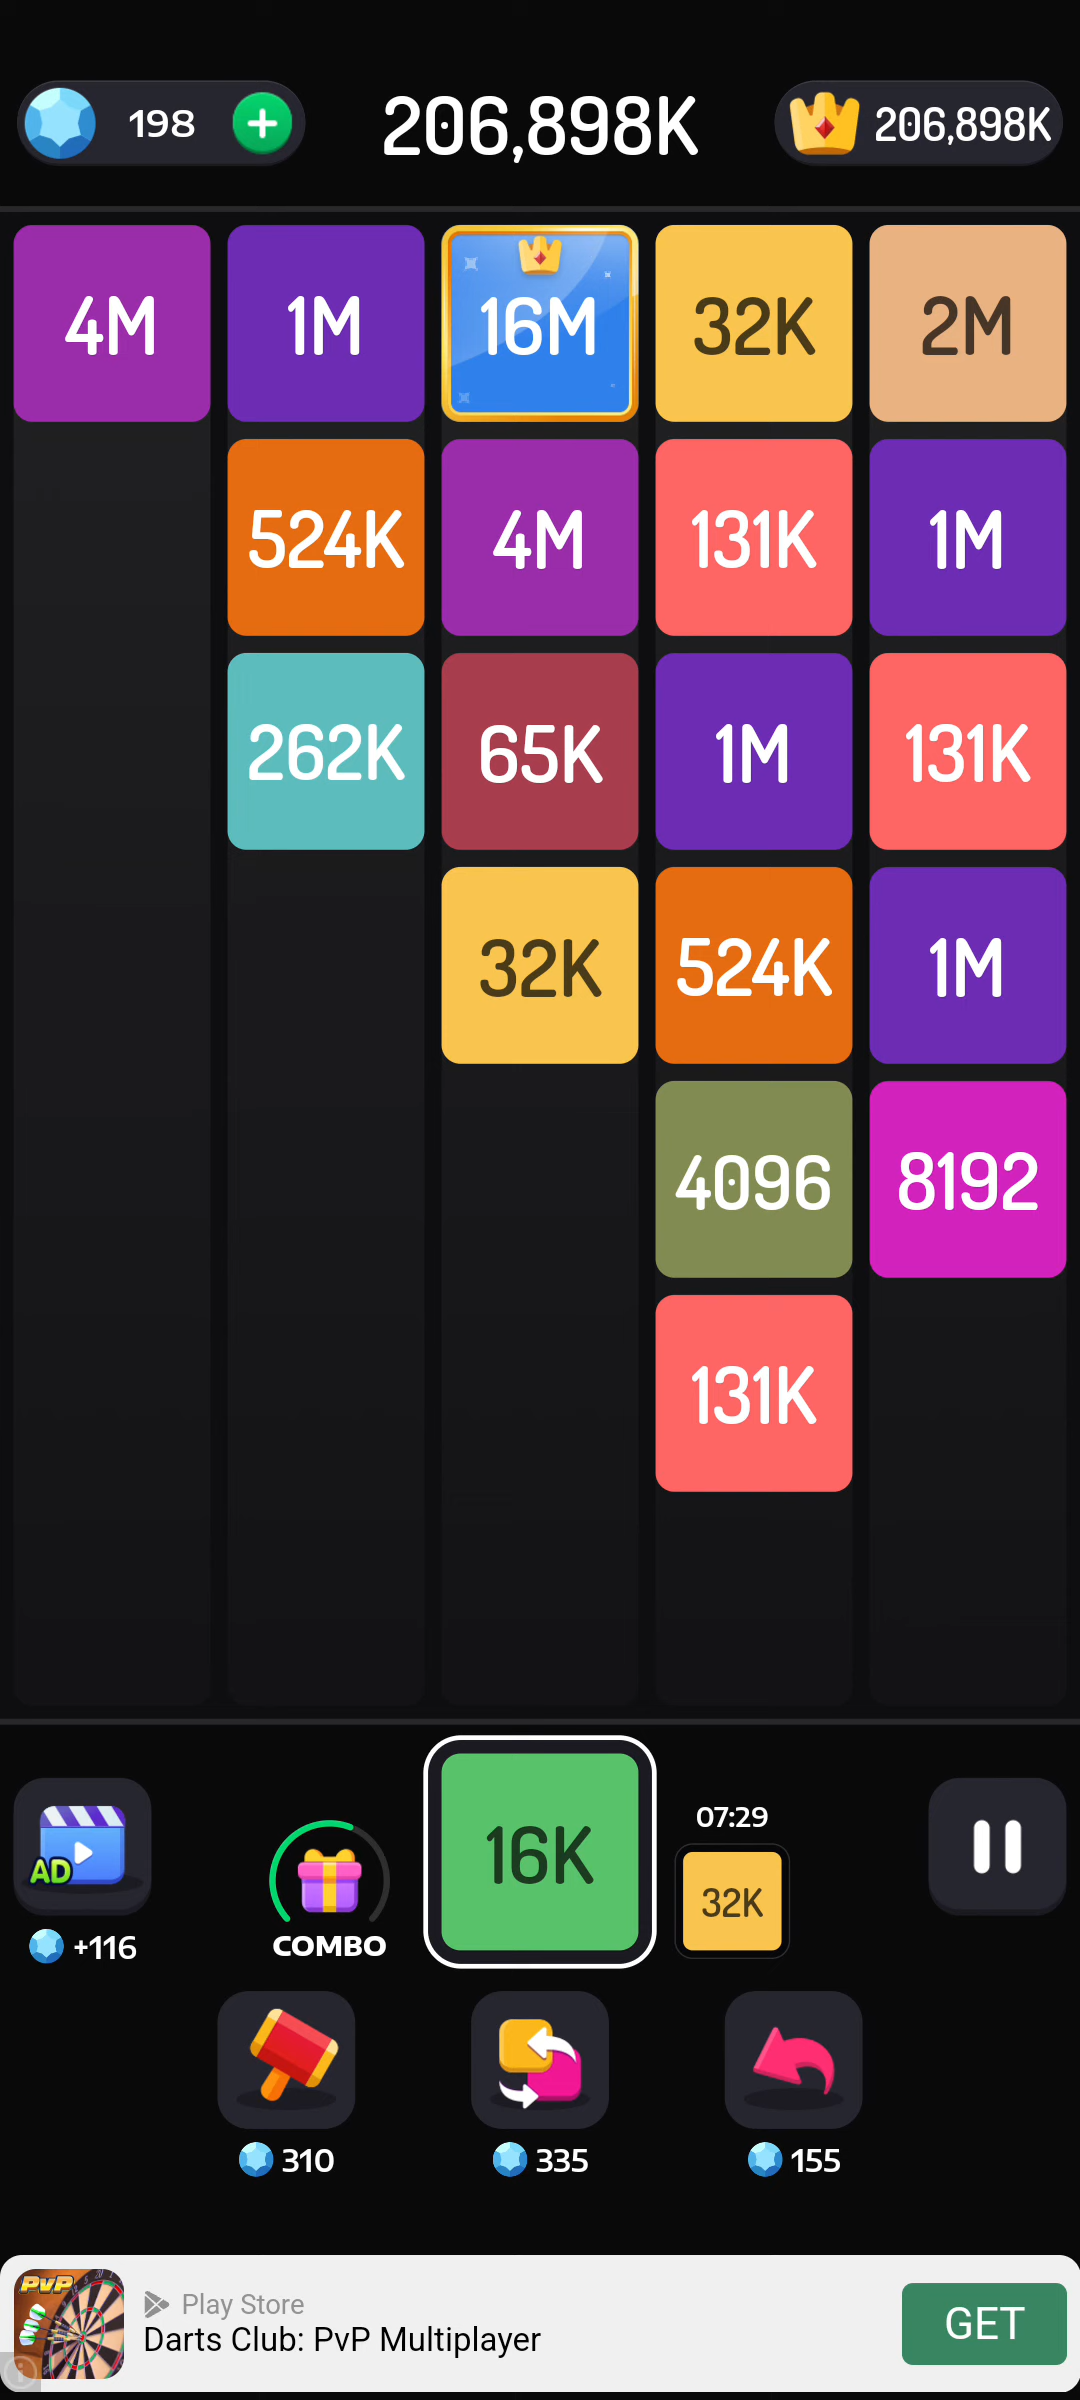 198
206,898K
206,898K
4M 1M 16M 32K 2M
524K 4M 131K 1M
262K 65K 1M 131K
32K 524K 1M
4096 8192
131K
16K
07:29
32K
AD
+116
COMBO
310
335
155
PvP
Play Store
Darts Club: PvP Multiplayer
GET